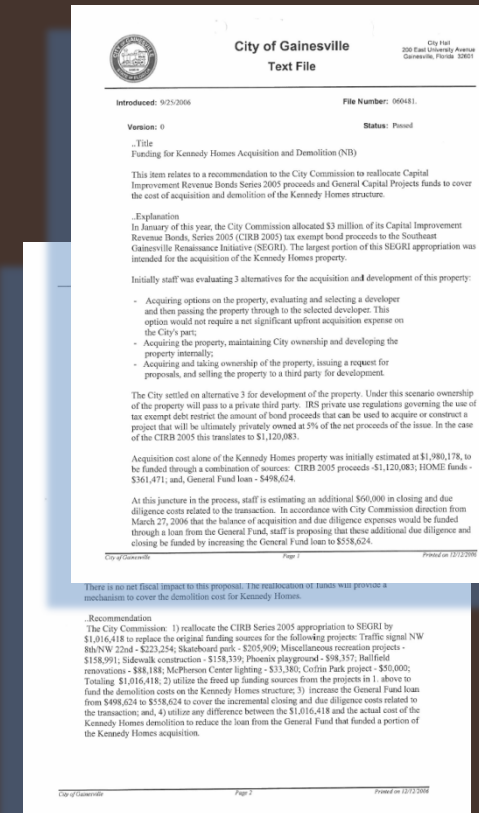 City of Gainesville
Text File
City Hall
200 East University Avenue
Gainesville, Florida 32601
Introduced: 9/25/2006
File Number: 060481.
Version: 0
Status: Passed
..Title
Funding for Kennedy Homes Acquisition and Demolition (NB)
This item relates to a recommendation to the City Commission to reallocate Capital
Improvement Revenue Bonds Series 2005 proceeds and General Capital Projects funds to cover
the cost of acquisition and demolition of the Kennedy Homes structure.
..Explanation
In January of this year, the City Commission allocated $3 million of its Capital Improvement
Revenue Bonds, Series 2005 (CIRB 2005) tax exempt bond proceeds to the Southeast
Gainesville Renaissance Initiative (SEGRI). The largest portion of this SEGRI appropriation was
intended for the acquisition of the Kennedy Homes property.
Initially staff was evaluating 3 alternatives for the acquisition and development of this property:
- Acquiring options on the property, evaluating and selecting a developer
and then passing the property through to the selected developer. This
option would not require a net significant upfront acquisition expense on
the City's part;
- Acquiring the property, maintaining City ownership and developing the
property internally;
- Acquiring and taking ownership of the property, issuing a request for
proposals, and selling the property to a third party for development.
The City settled on alternative 3 for development of the property. Under this scenario ownership
of the property will pass to a private third party. IRS private use regulations governing the use of
tax exempt debt restrict the amount of bond proceeds that can be used to acquire or construct a
project that will be ultimately privately owned at 5% of the net proceeds of the issue. In the case
of the CIRB 2005 this translates to $1,120,083.
Acquisition cost alone of the Kennedy Homes property was initially estimated at $1,980,178, to
be funded through a combination of sources: CIRB 2005 proceeds -$1,120,083; HOME funds -
$361,471; and, General Fund loan - $498,624.
At this juncture in the process, staff is estimating an additional $60,000 in closing and due
diligence costs related to the transaction. In accordance with City Commission direction from
March 27, 2006 that the balance of acquisition and due diligence expenses would be funded
through a loan from the General Fund, staff is proposing that these additional due diligence and
closing be funded by increasing the General Fund loan to $558,624.
City of Gainesville
Page 1
Printed on 12/12/2006
There is no net fiscal impact to this proposal. The reallocation of funds will provide a
mechanism to cover the demolition cost for Kennedy Homes.
..Recommendation
The City Commission: 1) reallocate the CIRB Series 2005 appropriation to SEGRI by
$1,016,418 to replace the original funding sources for the following projects: Traffic signal NW
8th/NW 22nd - $223,254; Skateboard park - $205,909; Miscellaneous recreation projects -
$158,991; Sidewalk construction - $158,339; Phoenix playground - $98,357; Ballfield
renovations - $88,188; McPherson Center lighting - $33,380; Cofrin Park project - $50,000;
Totaling $1,016,418; 2) utilize the freed up funding sources from the projects in 1. above to
fund the demolition costs on the Kennedy Homes structure; 3) increase the General Fund loan
from $498,624 to $558,624 to cover the incremental closing and due diligence costs related to
the transaction; and, 4) utilize any difference between the $1,016,418 and the actual cost of the
Kennedy Homes demolition to reduce the loan from the General Fund that funded a portion of
the Kennedy Homes acquisition.
City of Gainesville
Page 2
Printed on 12/12/2006